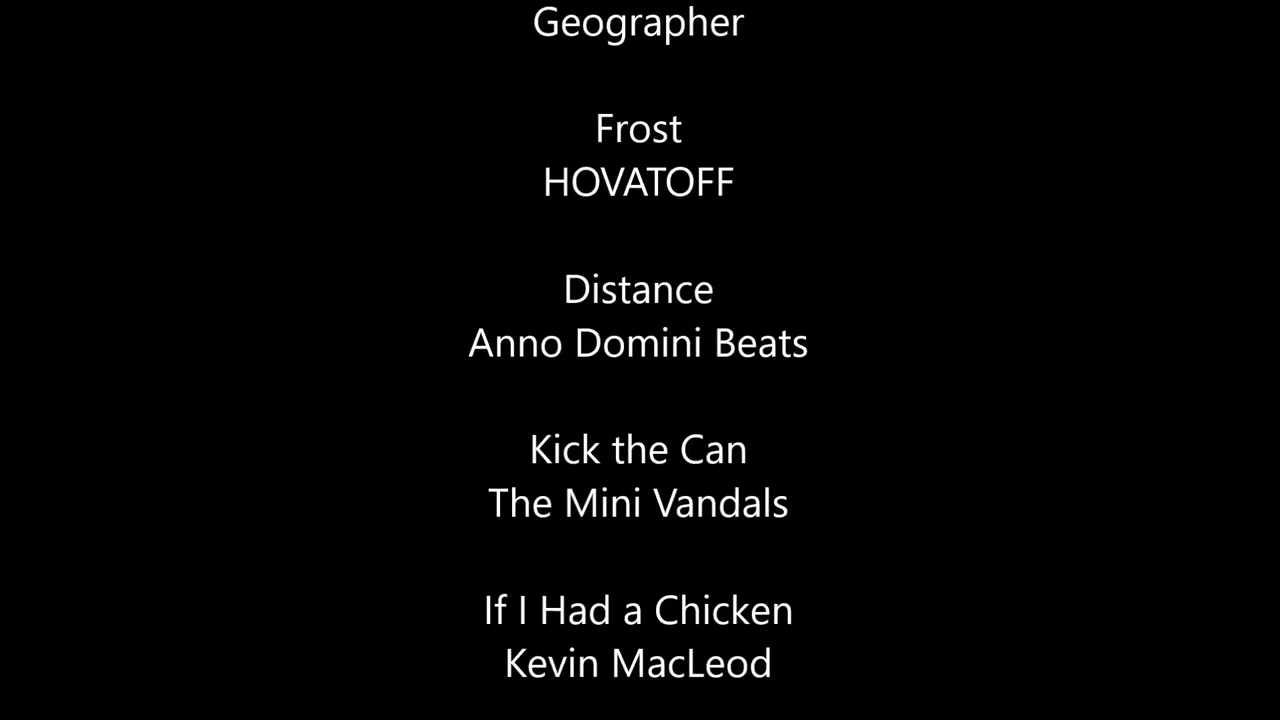 Geographer
Frost
HOVATOFF
Distance
Anno Domini Beats
Kick the Can
The Mini Vandals
If I Had a Chicken
Kevin MacLeod